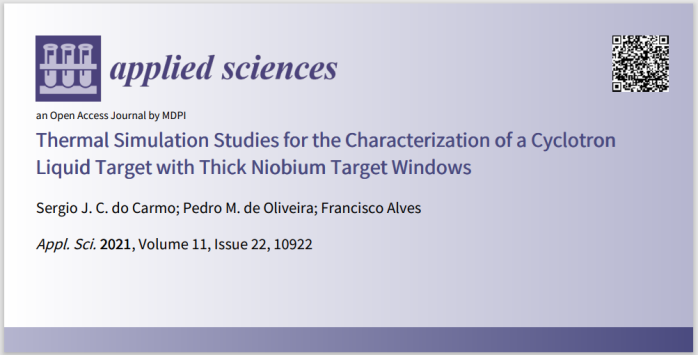 applied sciences
an Open Access Journal by MDPI
Thermal Simulation Studies for the Characterization of a Cyclotron
Liquid Target with Thick Niobium Target Windows
Sergio J. C. do Carmo; Pedro M. de Oliveira; Francisco Alves
Appl. Sci. 2021, Volume 11, Issue 22, 10922